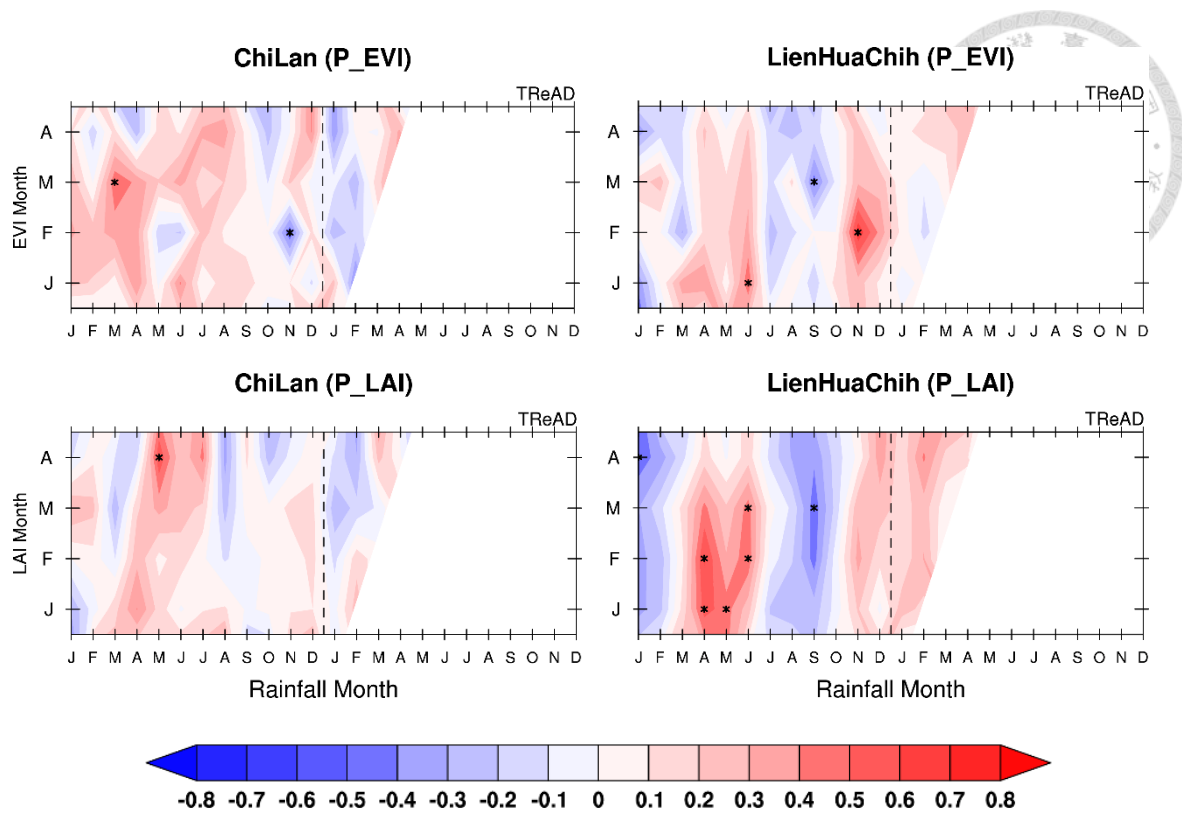 ChiLan (P_EVI)
TReAD
EVI Month
A
M
F
J
J F M A M J J A S O N D J F M A M J J A S O N D
LienHuaChih (P_EVI)
TReAD
A
M
F
J
J F M A M J J A S O N D J F M A M J J A S O N D
ChiLan (P_LAI)
TReAD
LAI Month
A
M
F
J
J F M A M J J A S O N D J F M A M J J A S O N D
Rainfall Month
LienHuaChih (P_LAI)
TReAD
A
M
F
J
J F M A M J J A S O N D J F M A M J J A S O N D
Rainfall Month
-0.8 -0.7 -0.6 -0.5 -0.4 -0.3 -0.2 -0.1 0 0.1 0.2 0.3 0.4 0.5 0.6 0.7 0.8